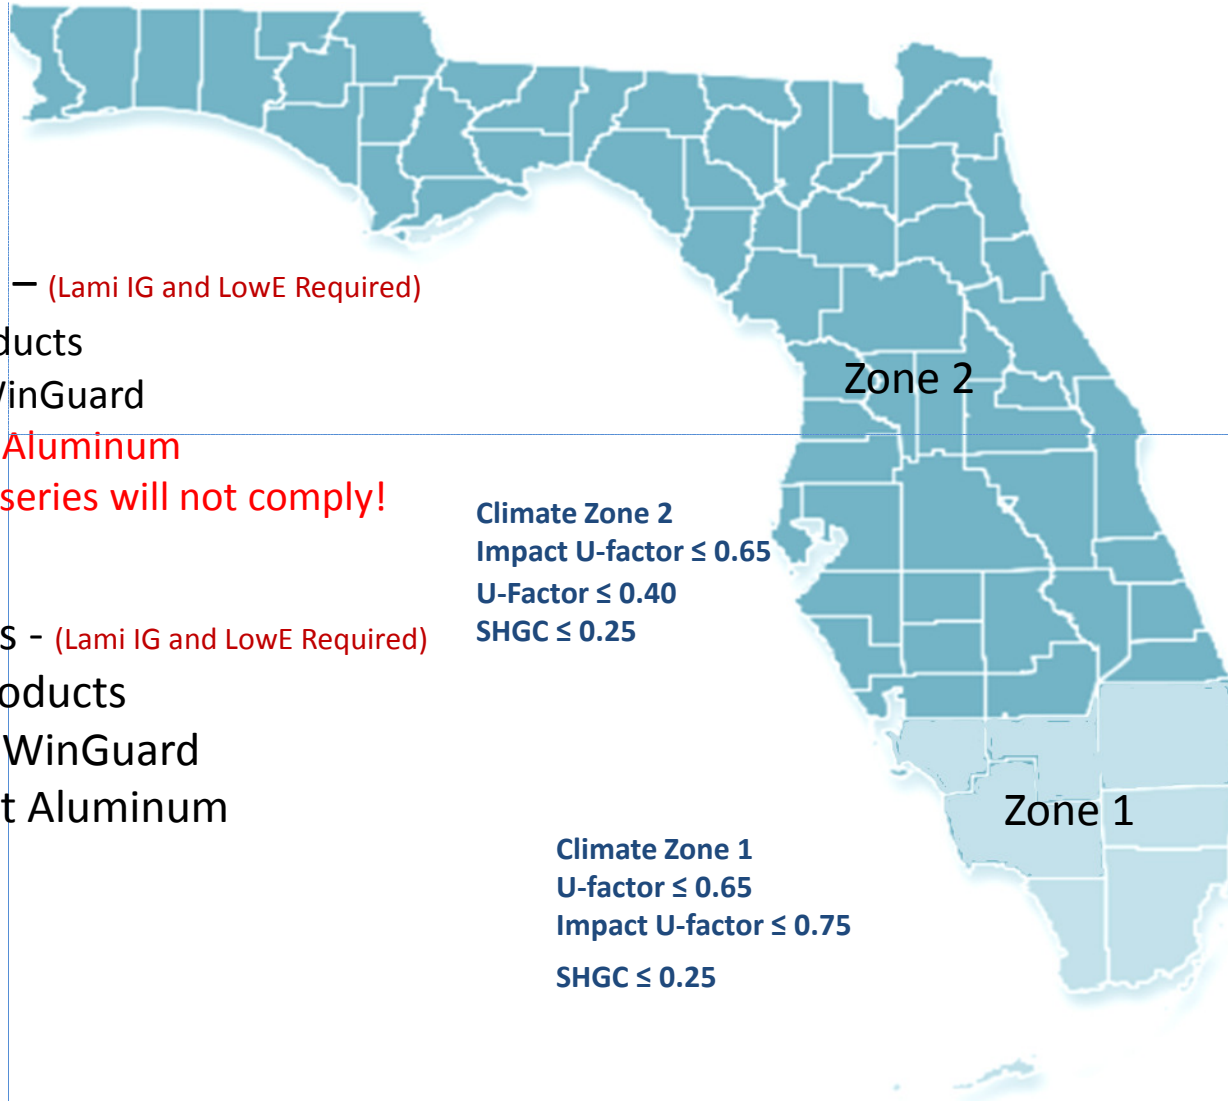 – (Lami IG and LowE Required)
ducts
WinGuard
Aluminum
series will not comply!
s - (Lami IG and LowE Required)
oducts
WinGuard
t Aluminum
Climate Zone 2
Impact U-factor ≤ 0.65
U-Factor ≤ 0.40
SHGC ≤ 0.25
Climate Zone 1
U-factor ≤ 0.65
Impact U-factor ≤ 0.75
SHGC ≤ 0.25
Zone 2
Zone 1